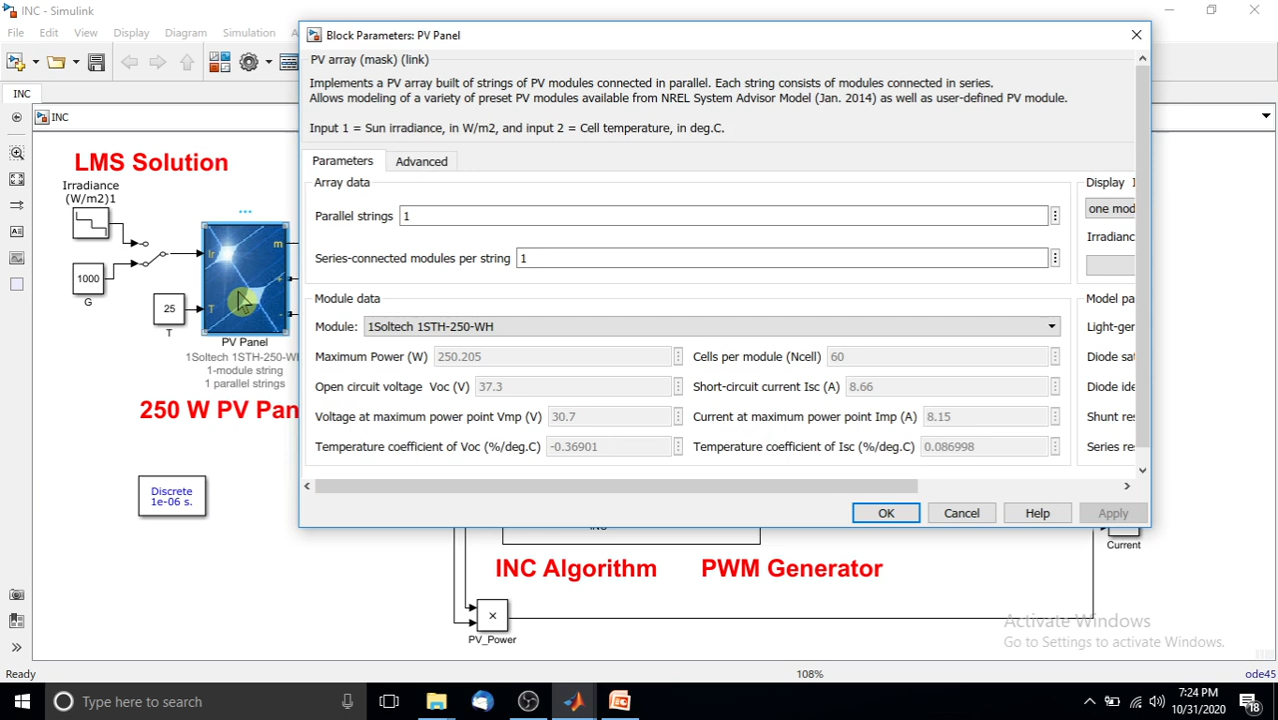 INC - Simulink
File Edit View Display Diagram Simulation
INC
INC
LMS Solution
Irradiance
(W/m2)1
1000
G
25
T
Ir
T
m
+
-
PV Panel
1Soltech 1STH-250-WH
1-module string
1 parallel strings
250 W PV Pan
Discrete
1e-06 s.
Block Parameters: PV Panel
PV array (mask) (link)
Implements a PV array built of strings of PV modules connected in parallel. Each string consists of modules connected in series.
Allows modeling of a variety of preset PV modules available from NREL System Advisor Model (Jan. 2014) as well as user-defined PV module.
Input 1 = Sun irradiance, in W/m2, and input 2 = Cell temperature, in deg.C.
Parameters Advanced
Array data
Parallel strings 1
Series-connected modules per string 1
Display I
one mod
Irradianc
Module data
Module: 1Soltech 1STH-250-WH
Maximum Power (W) 250.205 Cells per module (Ncell) 60
Open circuit voltage Voc (V) 37.3 Short-circuit current Isc (A) 8.66
Voltage at maximum power point Vmp (V) 30.7 Current at maximum power point Imp (A) 8.15
Temperature coefficient of Voc (%/deg.C) -0.36901 Temperature coefficient of Isc (%/deg.C) 0.086998
Model pa
Light-ger
Diode sat
Diode ide
Shunt res
Series re
OK Cancel Help Apply
INC
INC Algorithm PWM Generator
Current
×
PV_Power
Activate Windows
Go to Settings to activate Windows.
Ready 108% ode45
Type here to search
7:24 PM
10/31/2020
18